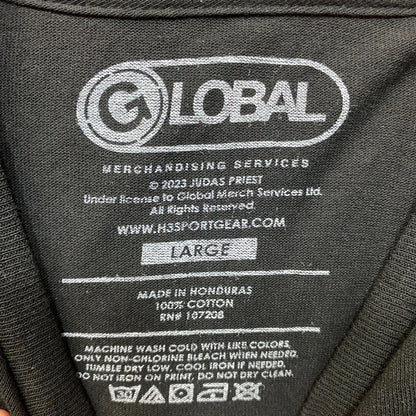 GLOBAL
MERCHANDISING SERVICES
© 2023 JUDAS PRIEST
Under license to Global Merch Services Ltd.
All Rights Reserved.
WWW.H3SPORTGEAR.COM
LARGE
MADE IN HONDURAS
100% COTTON
RN# 107208
MACHINE WASH COLD WITH LIKE COLORS,
ONLY NON-CHLORINE BLEACH WHEN NEEDED,
TUMBLE DRY LOW, COOL IRON IF NEEDED.
DO NOT IRON ON PRINT, DO NOT DRY CLEAN.
30